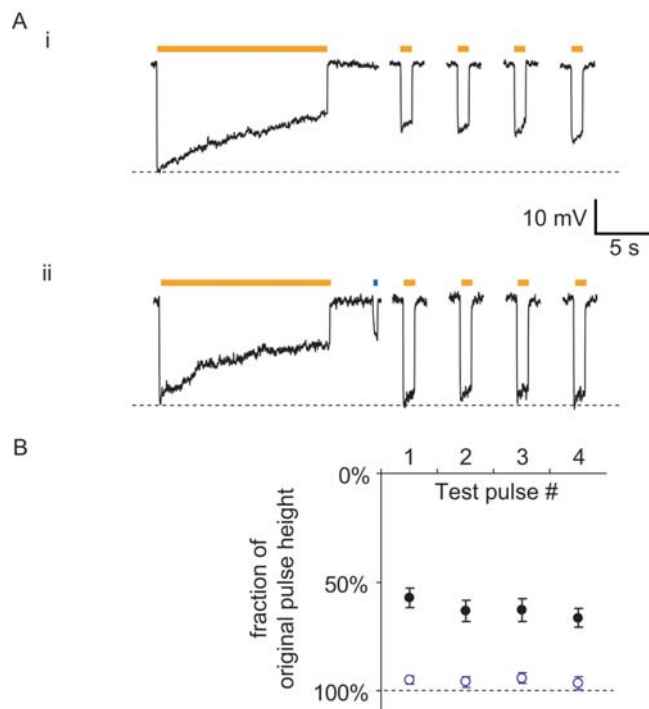 A
i
10 mV
5 s
ii
B
1 2 3 4
0%
Test pulse #
fraction of
original pulse height
50%
100%